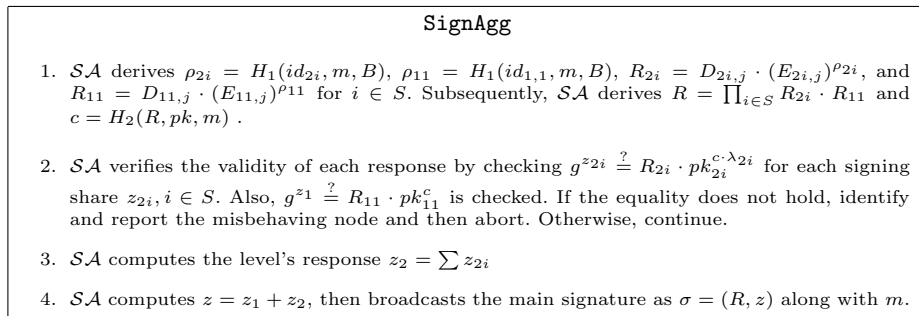 SignAgg
1. 𝒮𝒜 derives ρ_{2i} = H_1(id_{2i}, m, B), ρ_{11} = H_1(id_{1,1}, m, B), R_{2i} = D_{2i,j} · (E_{2i,j})^{ρ_{2i}}, and
R_{11} = D_{11,j} · (E_{11,j})^{ρ_{11}} for i ∈ S. Subsequently, 𝒮𝒜 derives R = ∏_{i∈S} R_{2i} · R_{11} and
c = H_2(R, pk, m) .
2. 𝒮𝒜 verifies the validity of each response by checking g^{z_{2i}} ≟ R_{2i} · pk_{2i}^{c·λ_{2i}} for each signing
share z_{2i}, i ∈ S. Also, g^{z_1} ≟ R_{11} · pk_{11}^c is checked. If the equality does not hold, identify
and report the misbehaving node and then abort. Otherwise, continue.
3. 𝒮𝒜 computes the level's response z_2 = ∑ z_{2i}
4. 𝒮𝒜 computes z = z_1 + z_2, then broadcasts the main signature as σ = (R, z) along with m.